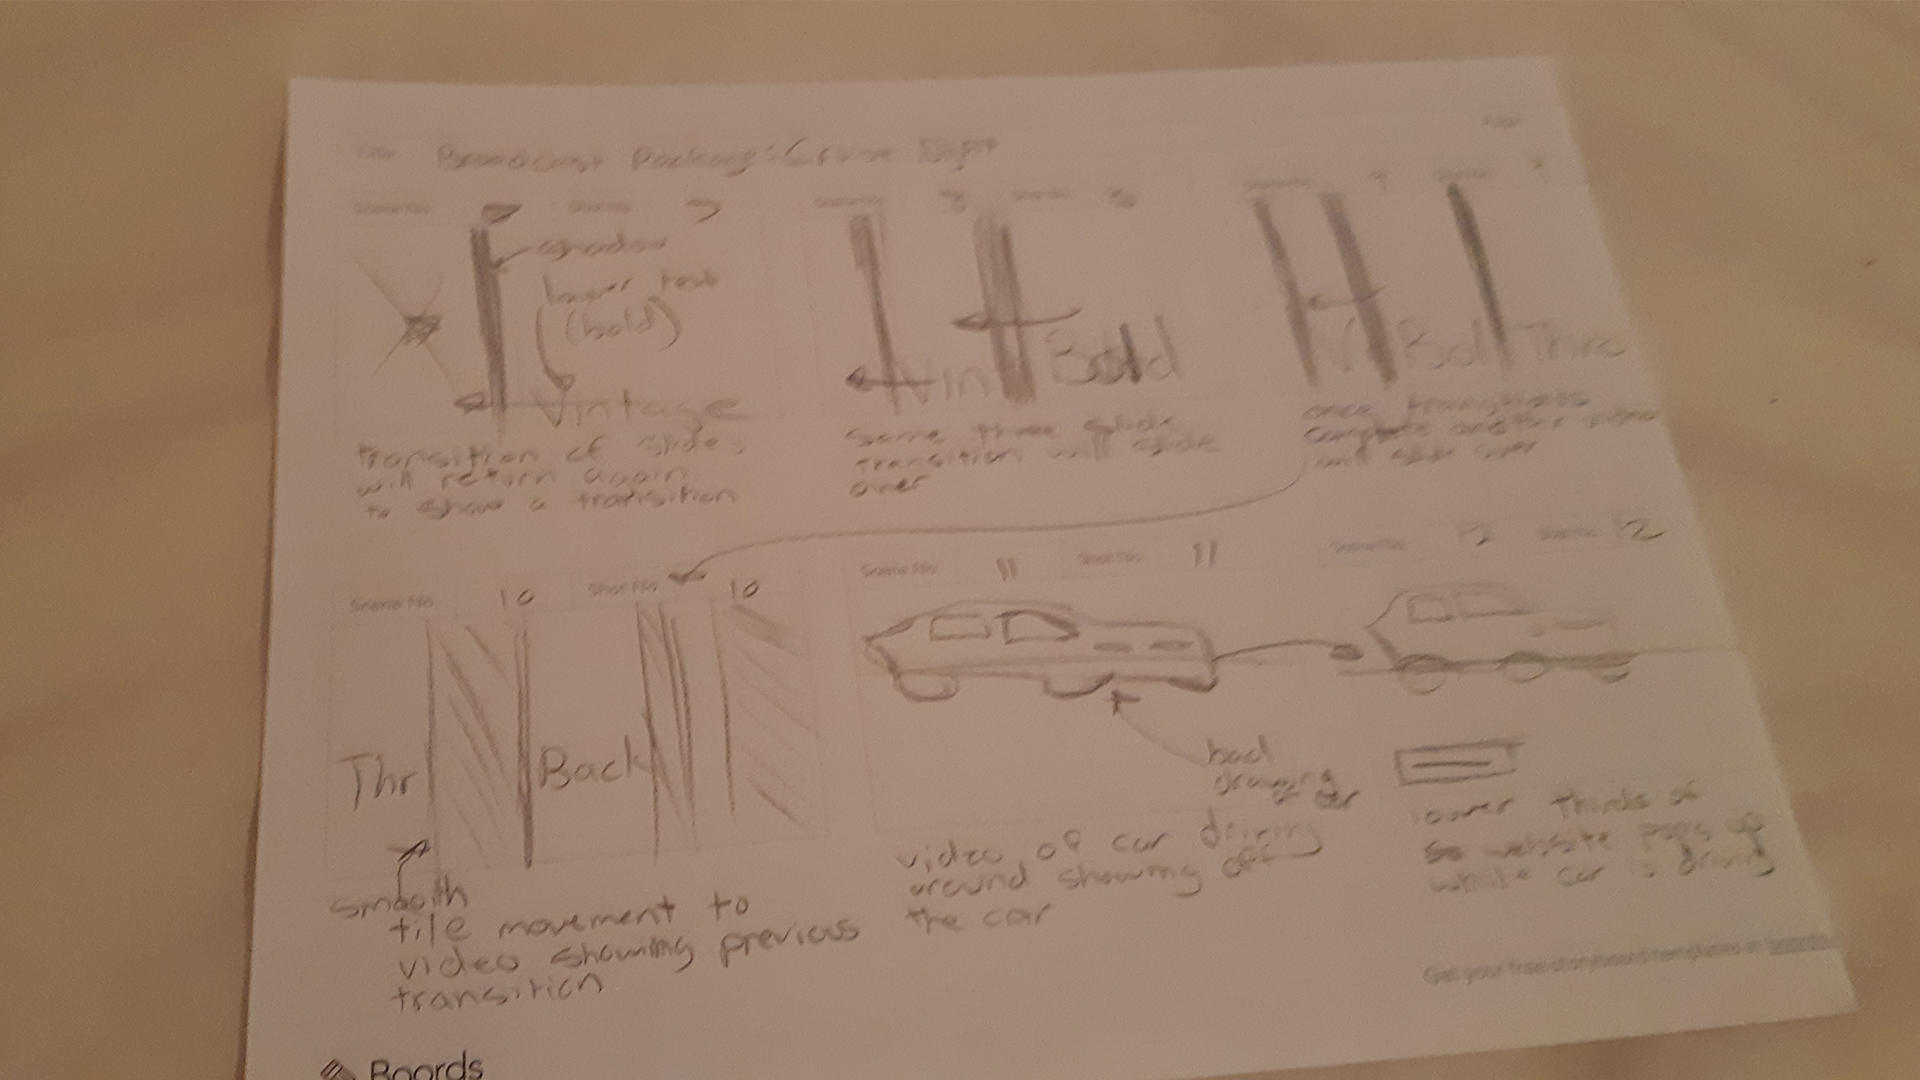 Title Broadcast Package: Cruise Night
Page
Scene No 7 Shot No 7
shadow
layer text
(bold)
Vintage
transition of slides
will return again
to show a transition
Scene No 8 Shot No 8
Vin Bold
Same three slide
transition will slide
over
Scene No 9 Shot No 9
Bol Thro
once transitions
complete another video
will slide over
Scene No 10 Shot No 10
Thr Back
smooth
tile movement to
video showing previous
transition
Scene No 11 Shot No 11
bad
drawing
of car
video of car driving
around showing off
the car
Scene No 12 Shot No 12
lower thirds of
website pops up
while car is driving
Get your free storyboard templates at
Boords